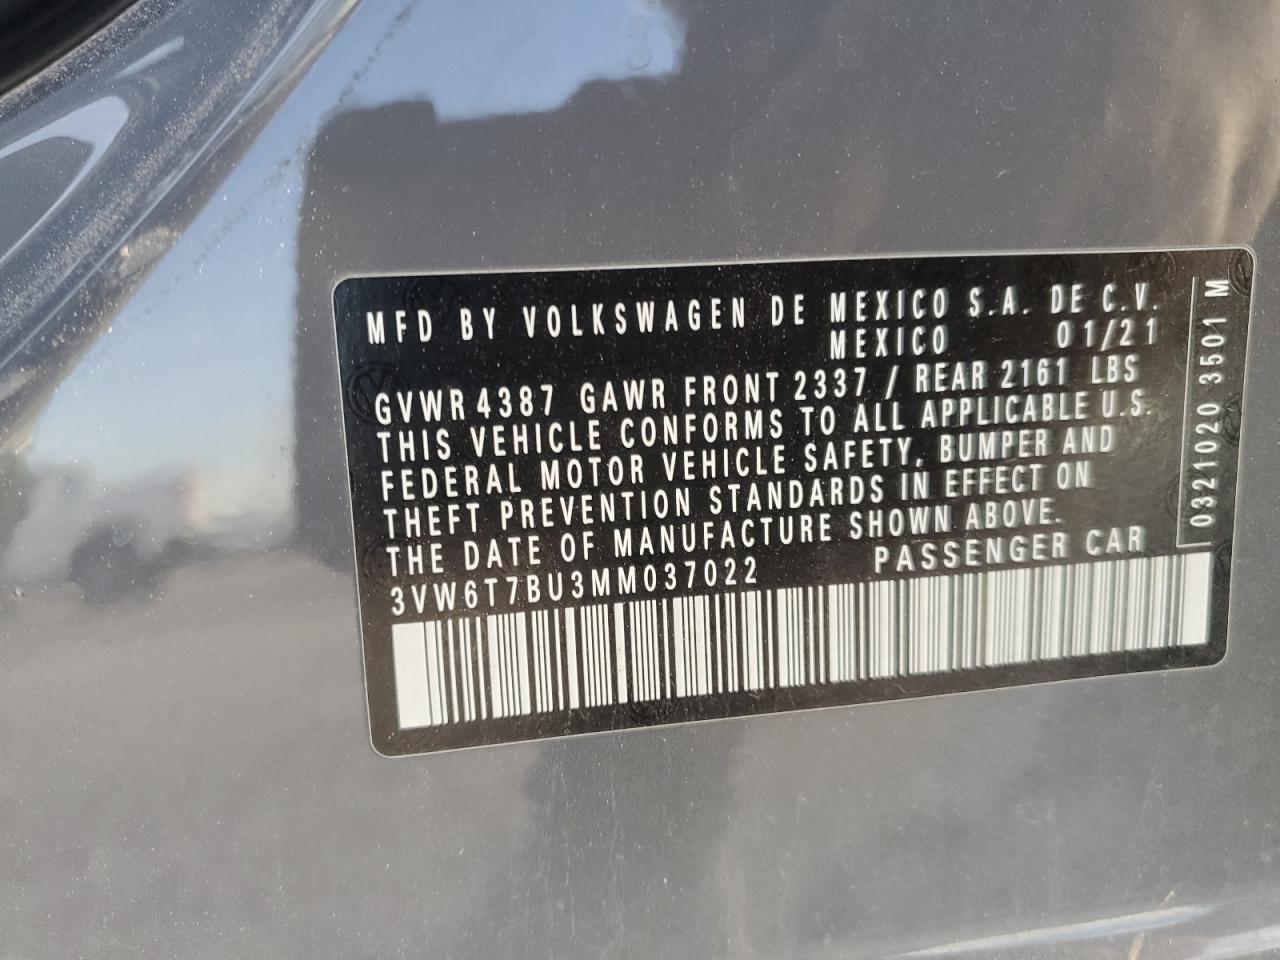 MFD BY VOLKSWAGEN DE MEXICO S.A. DE C.V.
MEXICO 01/21
GVWR 4387 GAWR FRONT 2337 / REAR 2161 LBS
THIS VEHICLE CONFORMS TO ALL APPLICABLE U.S.
FEDERAL MOTOR VEHICLE SAFETY, BUMPER AND
THEFT PREVENTION STANDARDS IN EFFECT ON
THE DATE OF MANUFACTURE SHOWN ABOVE.
3VW6T7BU3MM037022 PASSENGER CAR
0321020 3501 M